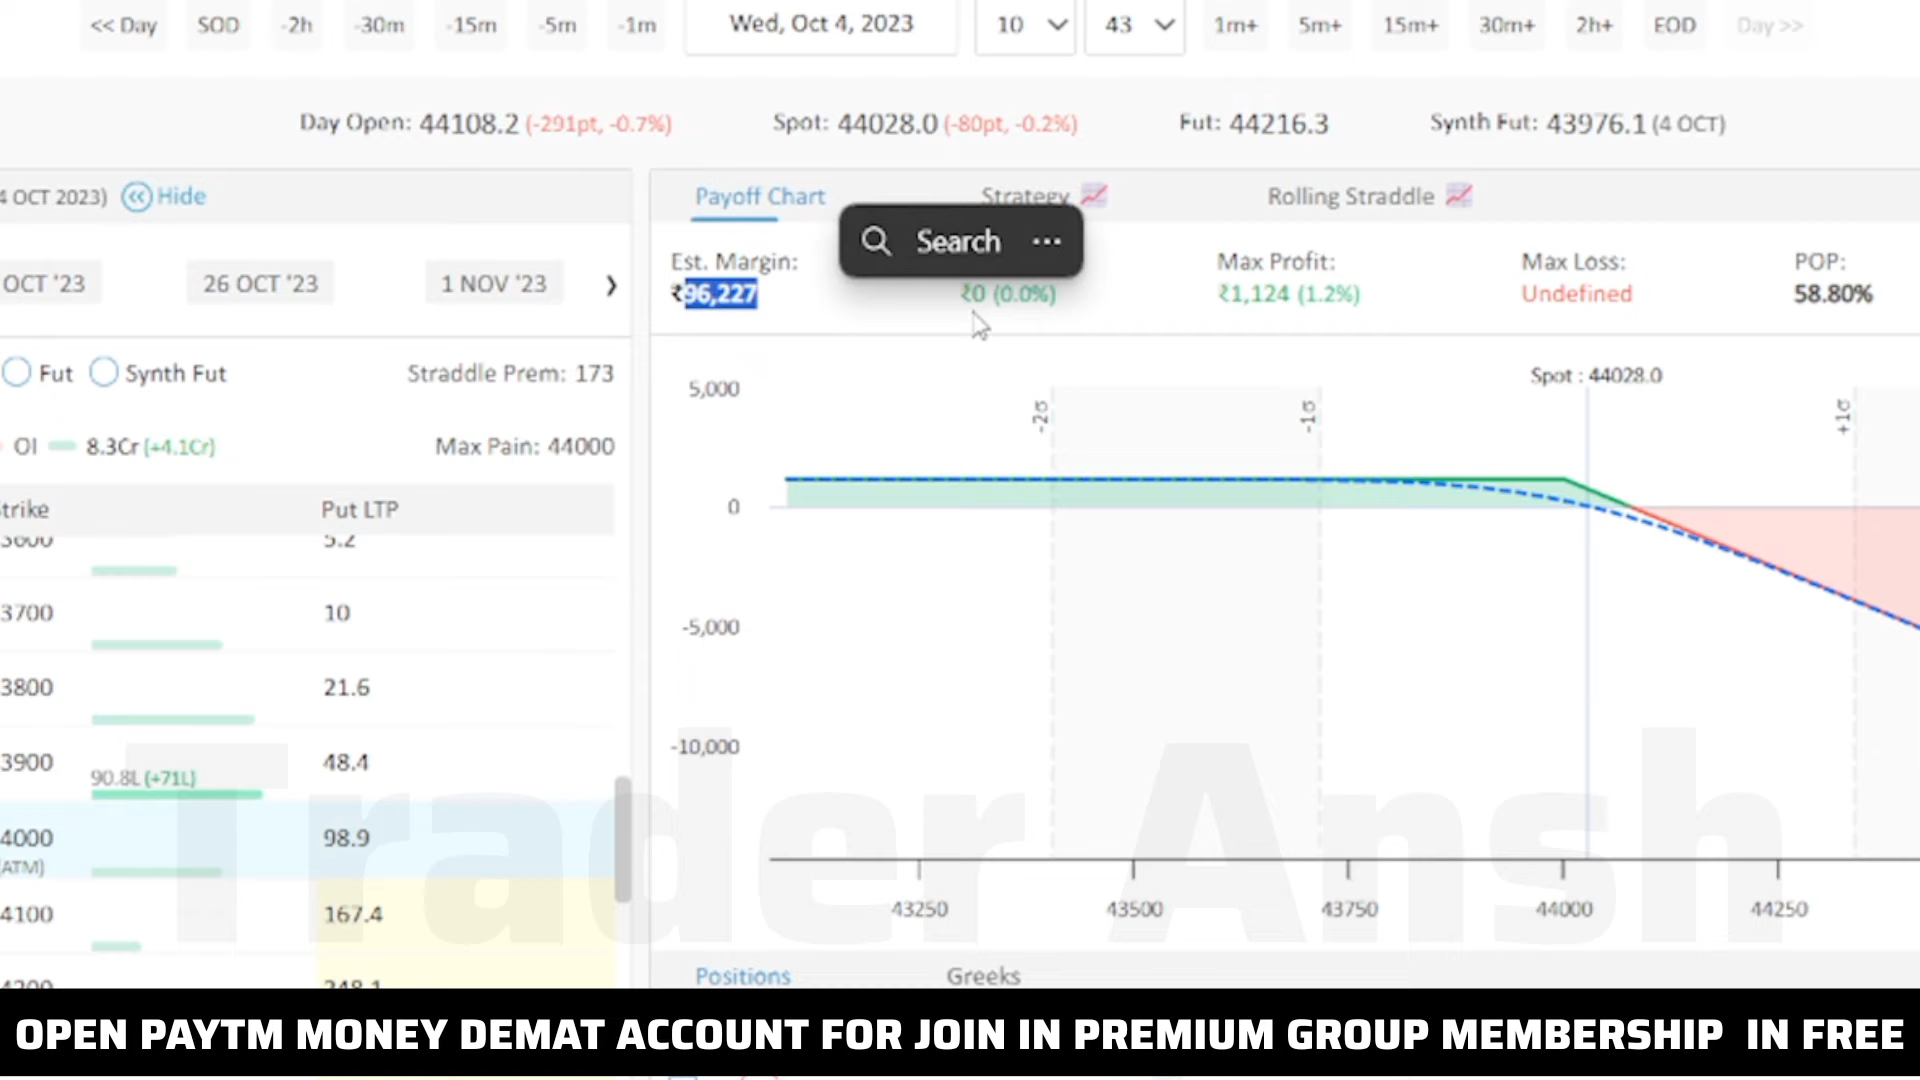 << Day SOD -2h -30m -15m -5m -1m Wed, Oct 4, 2023 10 43 1m+ 5m+ 15m+ 30m+ 2h+ EOD Day >>
Day Open: 44108.2 (-291pt, -0.7%) Spot: 44028.0 (-80pt, -0.2%) Fut: 44216.3 Synth Fut: 43976.1 (4 OCT)
4 OCT 2023) Hide
OCT '23 26 OCT '23 1 NOV '23
Fut Synth Fut Straddle Prem: 173
OI 8.3Cr (+4.1Cr) Max Pain: 44000
trike Put LTP
3600 5.2
3700 10
3800 21.6
3900 90.8L (+71L) 48.4
4000 98.9
(ATM)
4100 167.4
Payoff Chart Strategy Rolling Straddle
Search ...
Est. Margin: Max Profit: Max Loss: POP:
₹96,227 ₹0 (0.0%) ₹1,124 (1.2%) Undefined 58.80%
Spot : 44028.0
-2σ -1σ +1σ
5,000
0
-5,000
-10,000
43250 43500 43750 44000 44250
Positions Greeks
Trader Ansh
OPEN PAYTM MONEY DEMAT ACCOUNT FOR JOIN IN PREMIUM GROUP MEMBERSHIP IN FREE